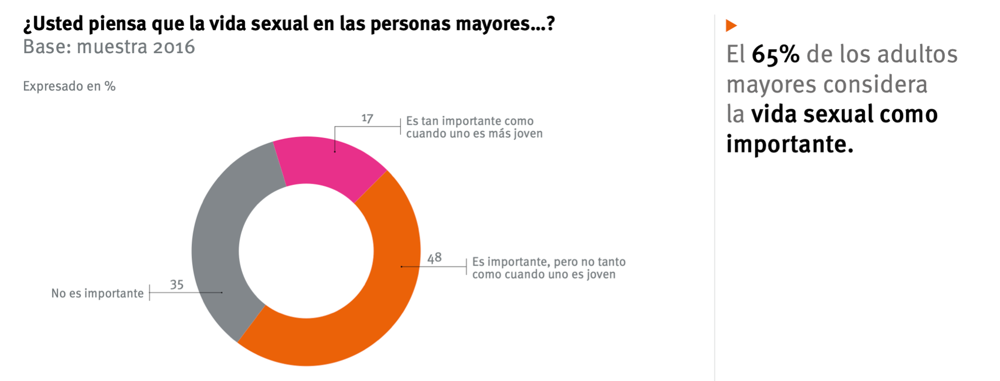 ¿Usted piensa que la vida sexual en las personas mayores...?
Base: muestra 2016
Expresado en %
17
Es tan importante como
cuando uno es más joven
48
Es importante, pero no tanto
como cuando uno es joven
35
No es importante
El 65% de los adultos
mayores considera
la vida sexual como
importante.